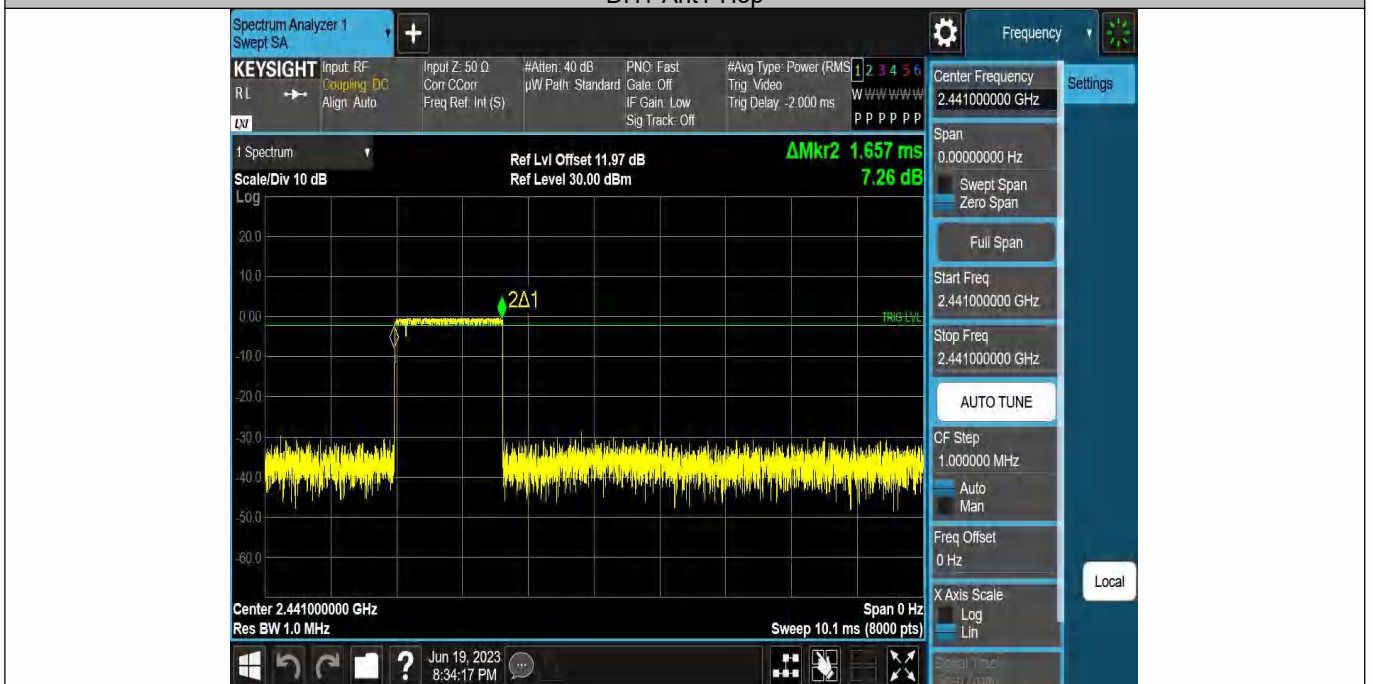 Spectrum Analyzer 1
Swept SA
+
Frequency
KEYSIGHT
RL
LXI
Input: RF
Coupling: DC
Align: Auto
Input Z: 50 Ω
Corr CCorr
Freq Ref: Int (S)
#Atten: 40 dB
µW Path: Standard
PNO: Fast
Gate: Off
IF Gain: Low
Sig Track: Off
#Avg Type: Power (RMS
Trig: Video
Trig Delay: -2.000 ms
1 2 3 4 5 6
W W W W W W
P P P P P P
1 Spectrum
Scale/Div 10 dB
Log
Ref Lvl Offset 11.97 dB
Ref Level 30.00 dBm
ΔMkr2 1.657 ms
7.26 dB
20.0
10.0
0.00
-10.0
-20.0
-30.0
-40.0
-50.0
-60.0
2Δ1
TRIG LVL
Center 2.441000000 GHz
Res BW 1.0 MHz
Span 0 Hz
Sweep 10.1 ms (8000 pts)
?
Jun 19, 2023
8:34:17 PM
Center Frequency
2.441000000 GHz
Span
0.00000000 Hz
Swept Span
Zero Span
Full Span
Start Freq
2.441000000 GHz
Stop Freq
2.441000000 GHz
AUTO TUNE
CF Step
1.000000 MHz
Auto
Man
Freq Offset
0 Hz
X Axis Scale
Log
Lin
Settings
Local